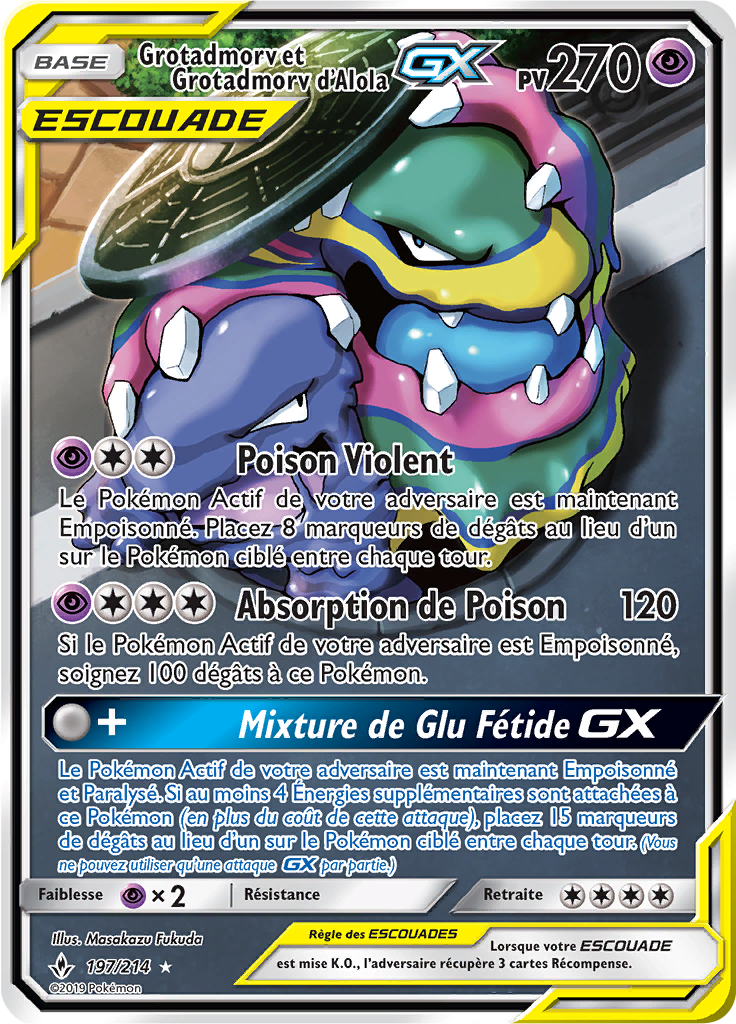 BASE
Grotadmorv et
Grotadmorv d'Alola GX
PV270
ESCOUADE
Poison Violent
Le Pokémon Actif de votre adversaire est maintenant
Empoisonné. Placez 8 marqueurs de dégâts au lieu d'un
sur le Pokémon ciblé entre chaque tour.
Absorption de Poison 120
Si le Pokémon Actif de votre adversaire est Empoisonné,
soignez 100 dégâts à ce Pokémon.
+ Mixture de Glu Fétide GX
Le Pokémon Actif de votre adversaire est maintenant Empoisonné
et Paralysé. Si au moins 4 Énergies supplémentaires sont attachées à
ce Pokémon (en plus du coût de cette attaque), placez 15 marqueurs
de dégâts au lieu d'un sur le Pokémon ciblé entre chaque tour. (Vous
ne pouvez utiliser qu'une attaque GX par partie.)
Faiblesse ×2 Résistance Retraite
Illus. Masakazu Fukuda
197/214
©2019 Pokémon
Règle des ESCOUADES
Lorsque votre ESCOUADE
est mise K.O., l'adversaire récupère 3 cartes Récompense.